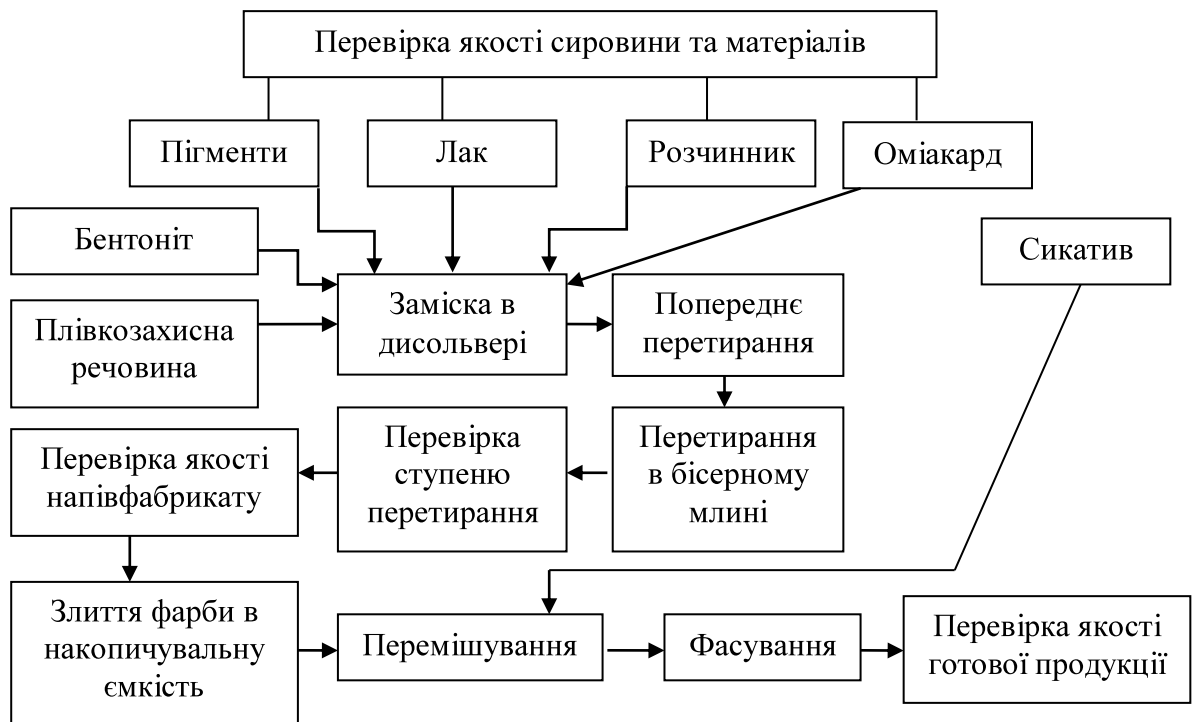 Перевірка якості сировини та матеріалів
Пігменти
Лак
Розчинник
Оміакард
Бентоніт
Сикатив
Плівкозахисна
речовина
Заміска в
дисольвері
Попереднє
перетирання
Перевірка якості
напівфабрикату
Перевірка
ступеню
перетирання
Перетирання
в бісерному
млині
Злиття фарби в
накопичувальну
ємкість
Перемішування
Фасування
Перевірка якості
готової продукції